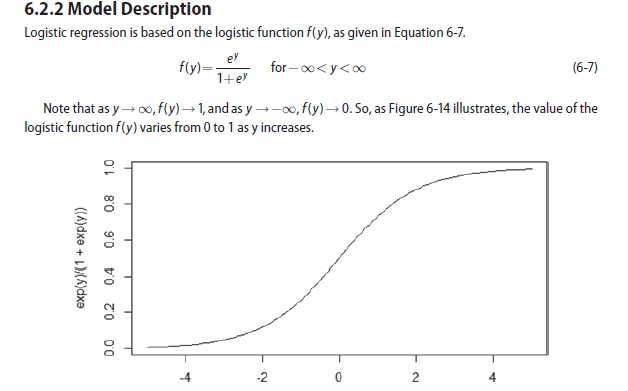 6.2.2 Model Description
Logistic regression is based on the logistic function f(y), as given in Equation 6-7.
f(y)= e^y / 1+e^y for −∞<y<∞ (6-7)
Note that as y→∞, f(y)→1, and as y→−∞, f(y)→0. So, as Figure 6-14 illustrates, the value of the
logistic function f(y) varies from 0 to 1 as y increases.
exp(y)/(1 + exp(y))
1.0
0.8
0.6
0.4
0.2
0.0
-4 -2 0 2 4